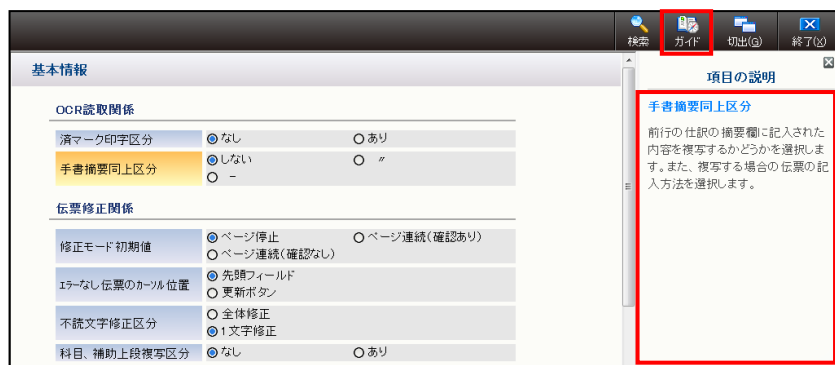 検索 ガイド 切出(G) 終了(X)
基本情報
OCR読取関係
済マーク印字区分 なし あり
手書摘要同上区分 しない 〃
－
伝票修正関係
修正モード初期値 ページ停止 ページ連続(確認あり)
ページ連続(確認なし)
ｴﾗｰなし伝票のｶｰｿﾙ位置 先頭フィールド
更新ボタン
不読文字修正区分 全体修正
1文字修正
科目、補助上段複写区分 なし あり
項目の説明
手書摘要同上区分
前行の仕訳の摘要欄に記入された
内容を複写するかどうかを選択しま
す。また、複写する場合の伝票の記
入方法を選択します。